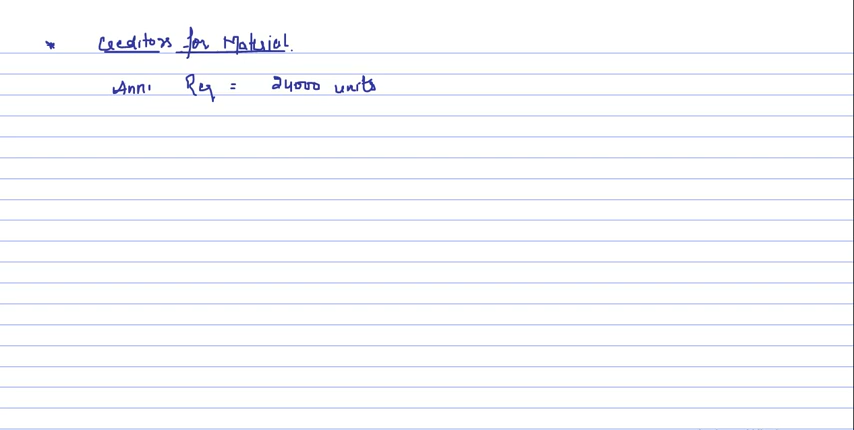 * Creditors for Material.
Ann. Req = 24000 units